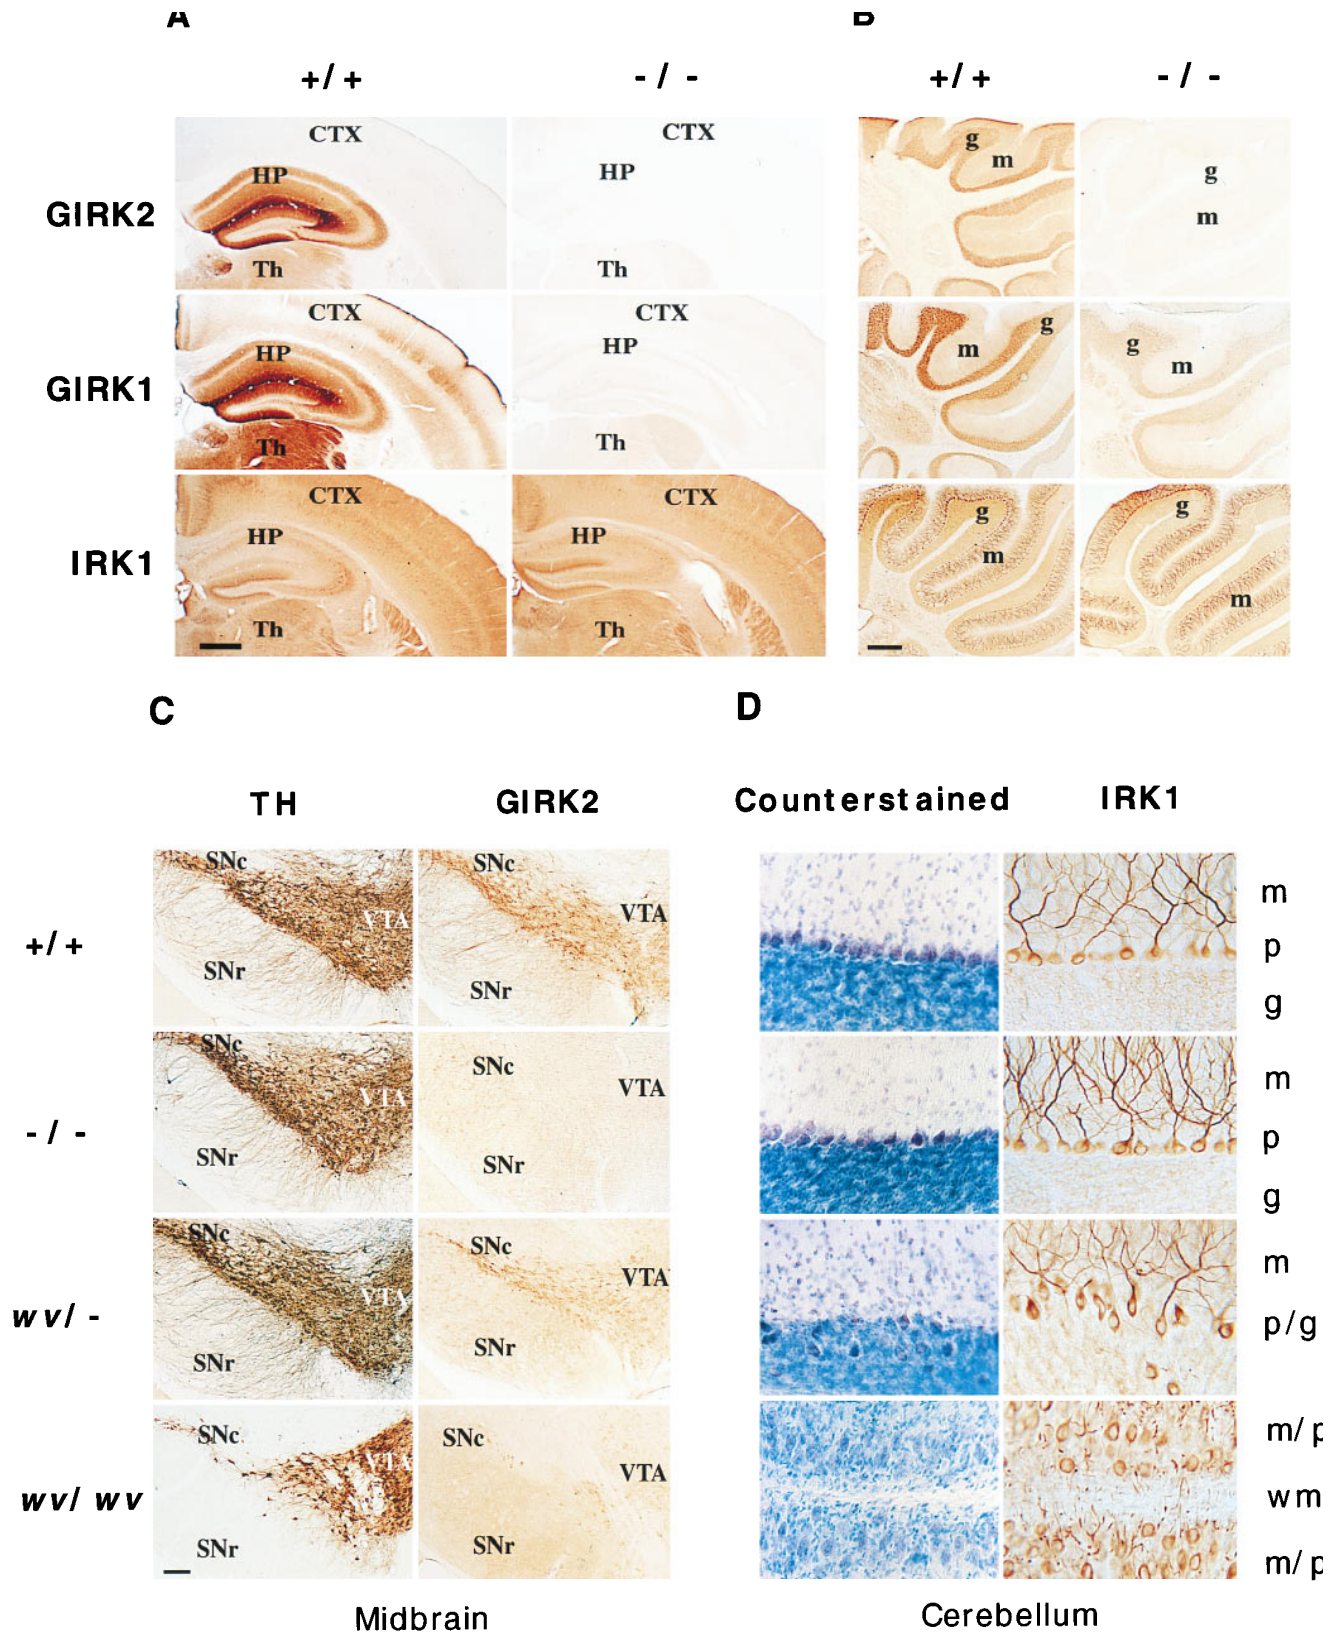 A
B
+/+
-/-
+/+
-/-
GIRK2
CTX
HP
Th
CTX
HP
Th
g
m
g
m
GIRK1
CTX
HP
Th
CTX
HP
Th
g
m
g
m
IRK1
CTX
HP
Th
CTX
HP
Th
g
m
g
m
C
D
TH
GIRK2
Counterstained
IRK1
+/+
SNc
VTA
SNr
SNc
VTA
SNr
m
p
g
-/-
SNc
VTA
SNr
SNc
VTA
SNr
m
p
g
wv/-
SNc
VTA
SNr
SNc
VTA
SNr
m
p/g
wv/wv
SNc
VTA
SNr
SNc
VTA
SNr
m/p
wm
m/p
Midbrain
Cerebellum